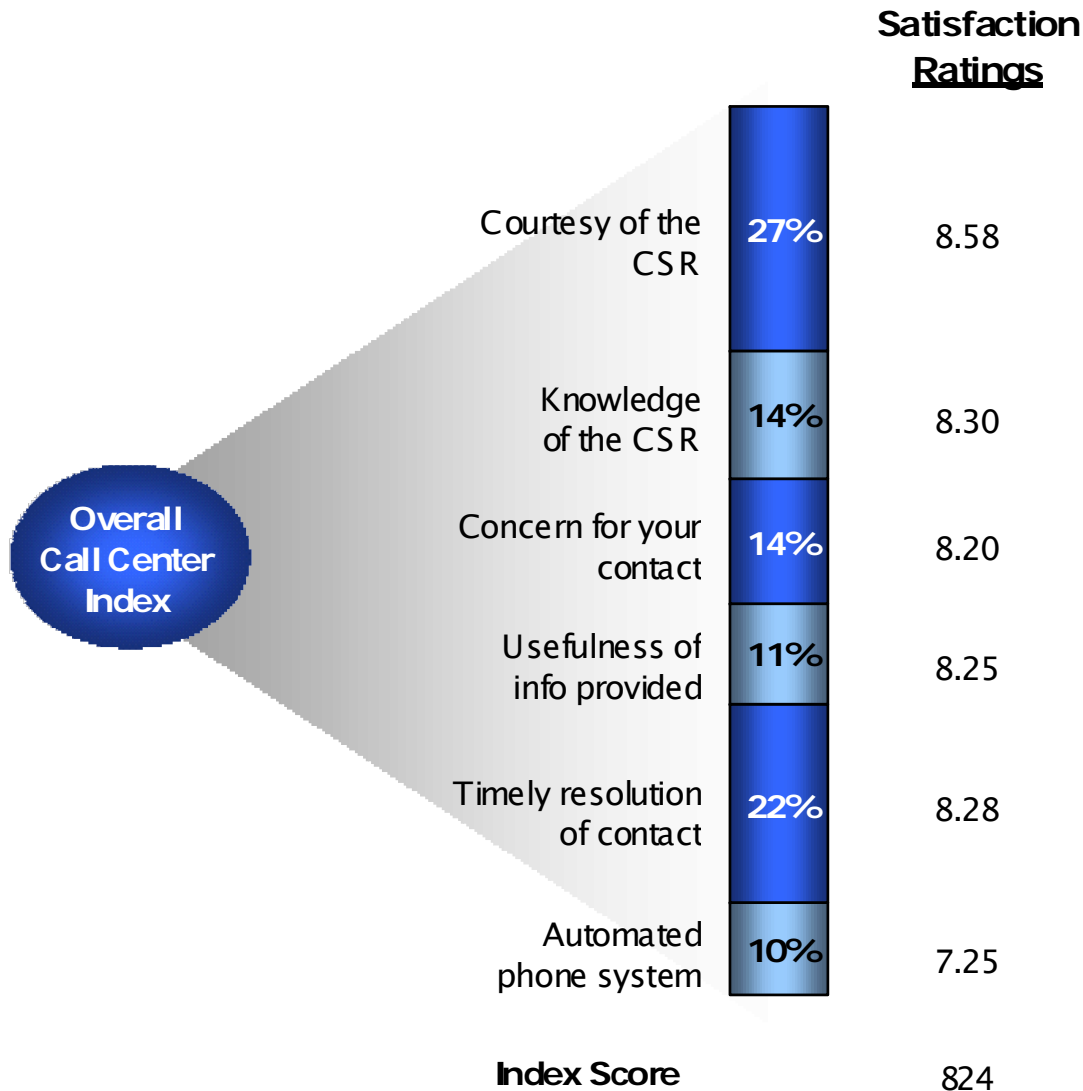 Satisfaction
Ratings
Courtesy of the
CSR
27%
8.58
Knowledge
of the CSR
14%
8.30
Overall
Call Center
Index
Concern for your
contact
14%
8.20
Usefulness of
info provided
11%
8.25
Timely resolution
of contact
22%
8.28
Automated
phone system
10%
7.25
Index Score
824